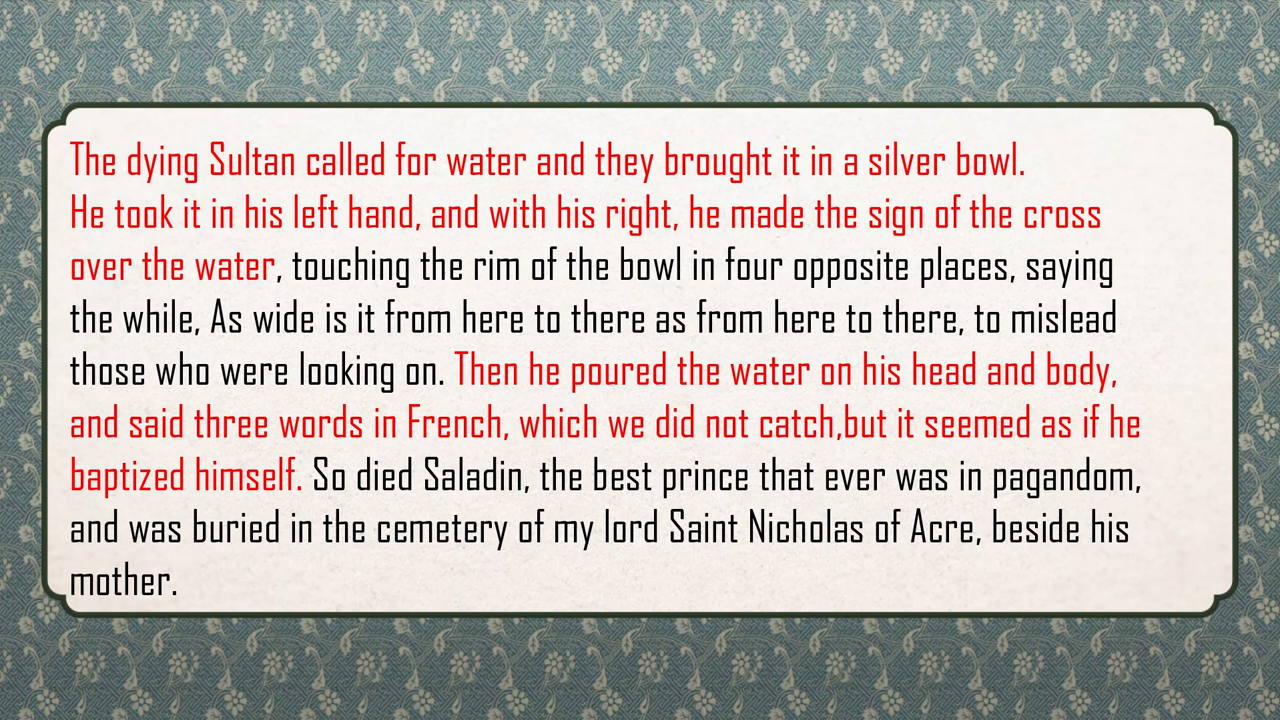 The dying Sultan called for water and they brought it in a silver bowl.
He took it in his left hand, and with his right, he made the sign of the cross
over the water, touching the rim of the bowl in four opposite places, saying
the while, As wide is it from here to there as from here to there, to mislead
those who were looking on. Then he poured the water on his head and body,
and said three words in French, which we did not catch,but it seemed as if he
baptized himself. So died Saladin, the best prince that ever was in pagandom,
and was buried in the cemetery of my lord Saint Nicholas of Acre, beside his
mother.